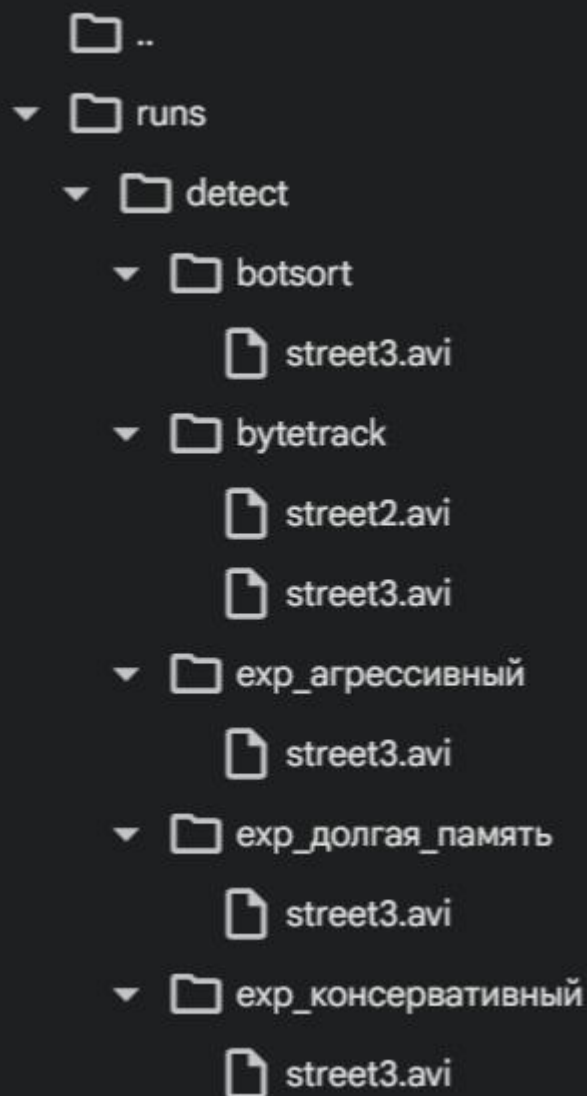 ..
runs
detect
botsort
street3.avi
bytetrack
street2.avi
street3.avi
exp_агрессивный
street3.avi
exp_долгая_память
street3.avi
exp_консервативный
street3.avi